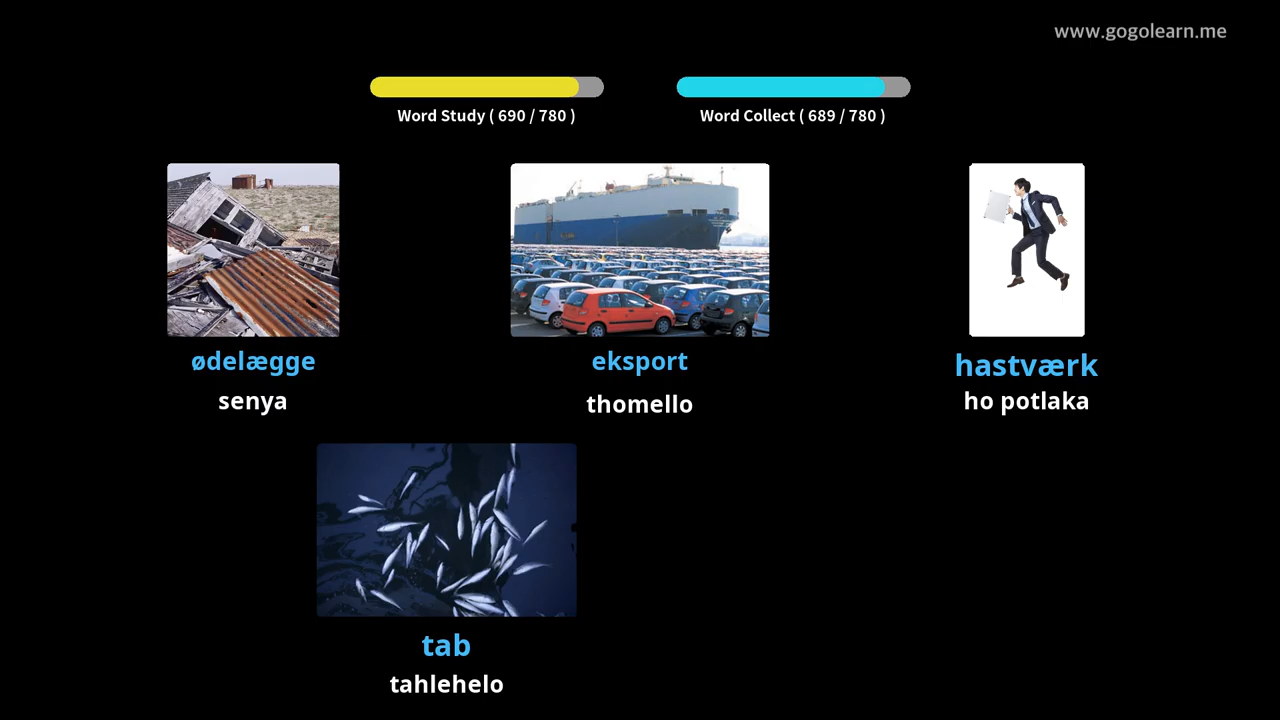 www.gogolearn.me
Word Study ( 690 / 780 )
Word Collect ( 689 / 780 )
ødelægge
senya
eksport
thomello
hastværk
ho potlaka
tab
tahlehelo